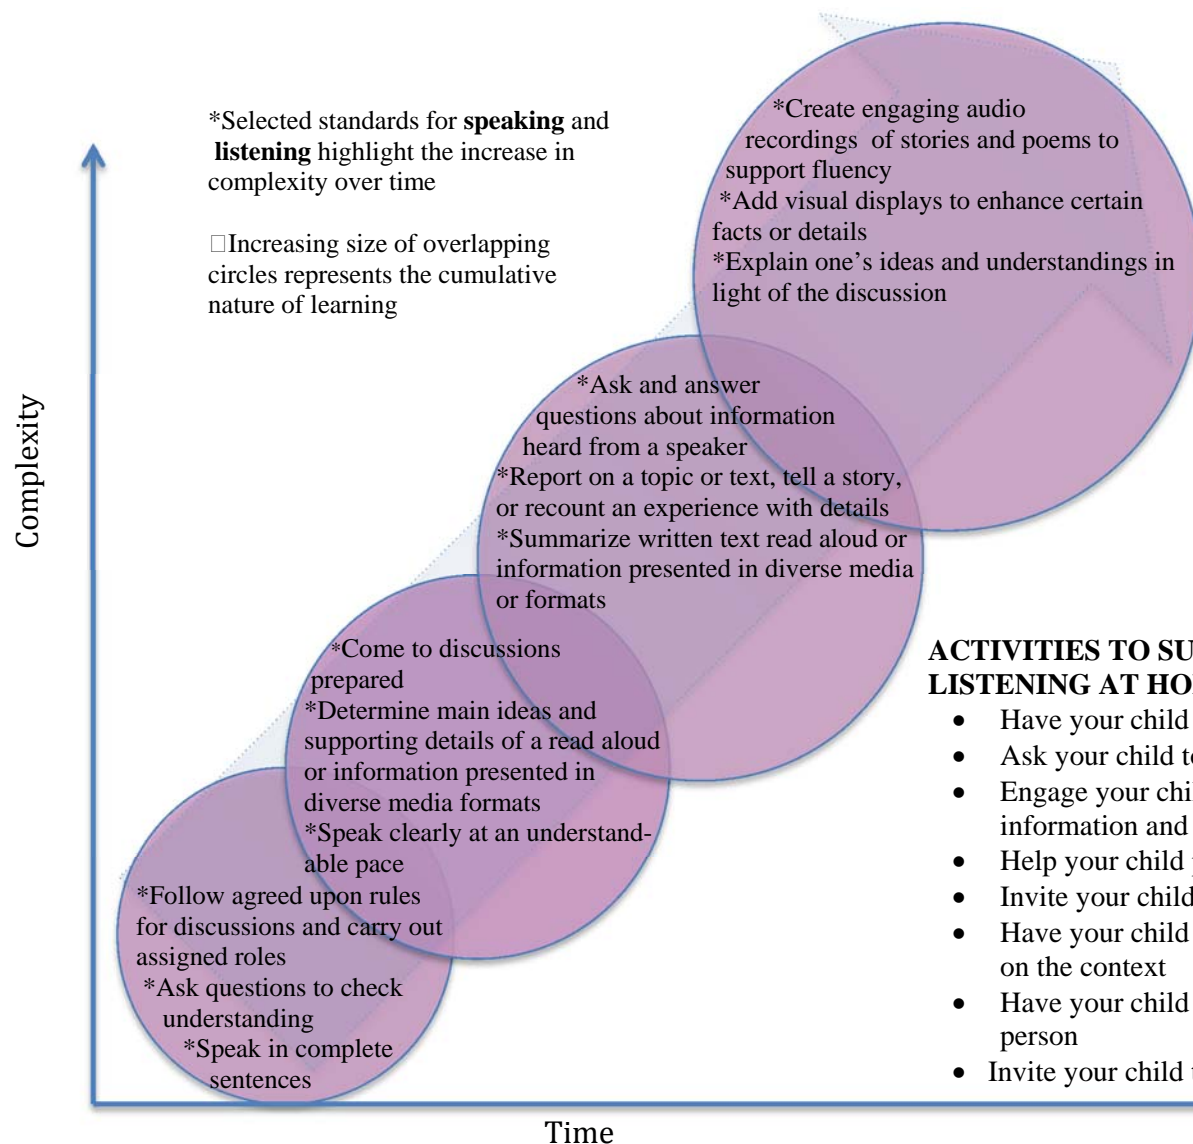 *Selected standards for speaking and
listening highlight the increase in
complexity over time
□Increasing size of overlapping
circles represents the cumulative
nature of learning
*Create engaging audio
recordings of stories and poems to
support fluency
*Add visual displays to enhance certain
facts or details
*Explain one’s ideas and understandings in
light of the discussion
*Ask and answer
questions about information
heard from a speaker
*Report on a topic or text, tell a story,
or recount an experience with details
*Summarize written text read aloud or
information presented in diverse media
or formats
*Come to discussions
prepared
*Determine main ideas and
supporting details of a read aloud
or information presented in
diverse media formats
*Speak clearly at an understand-
able pace
*Follow agreed upon rules
for discussions and carry out
assigned roles
*Ask questions to check
understanding
*Speak in complete
sentences
Complexity
Time
ACTIVITIES TO
LISTENING AT
• Have your child
• Ask your child
• Engage your
information and
• Help your child
• Invite your child
• Have your child
on the context
• Have your child
person
• Invite your child